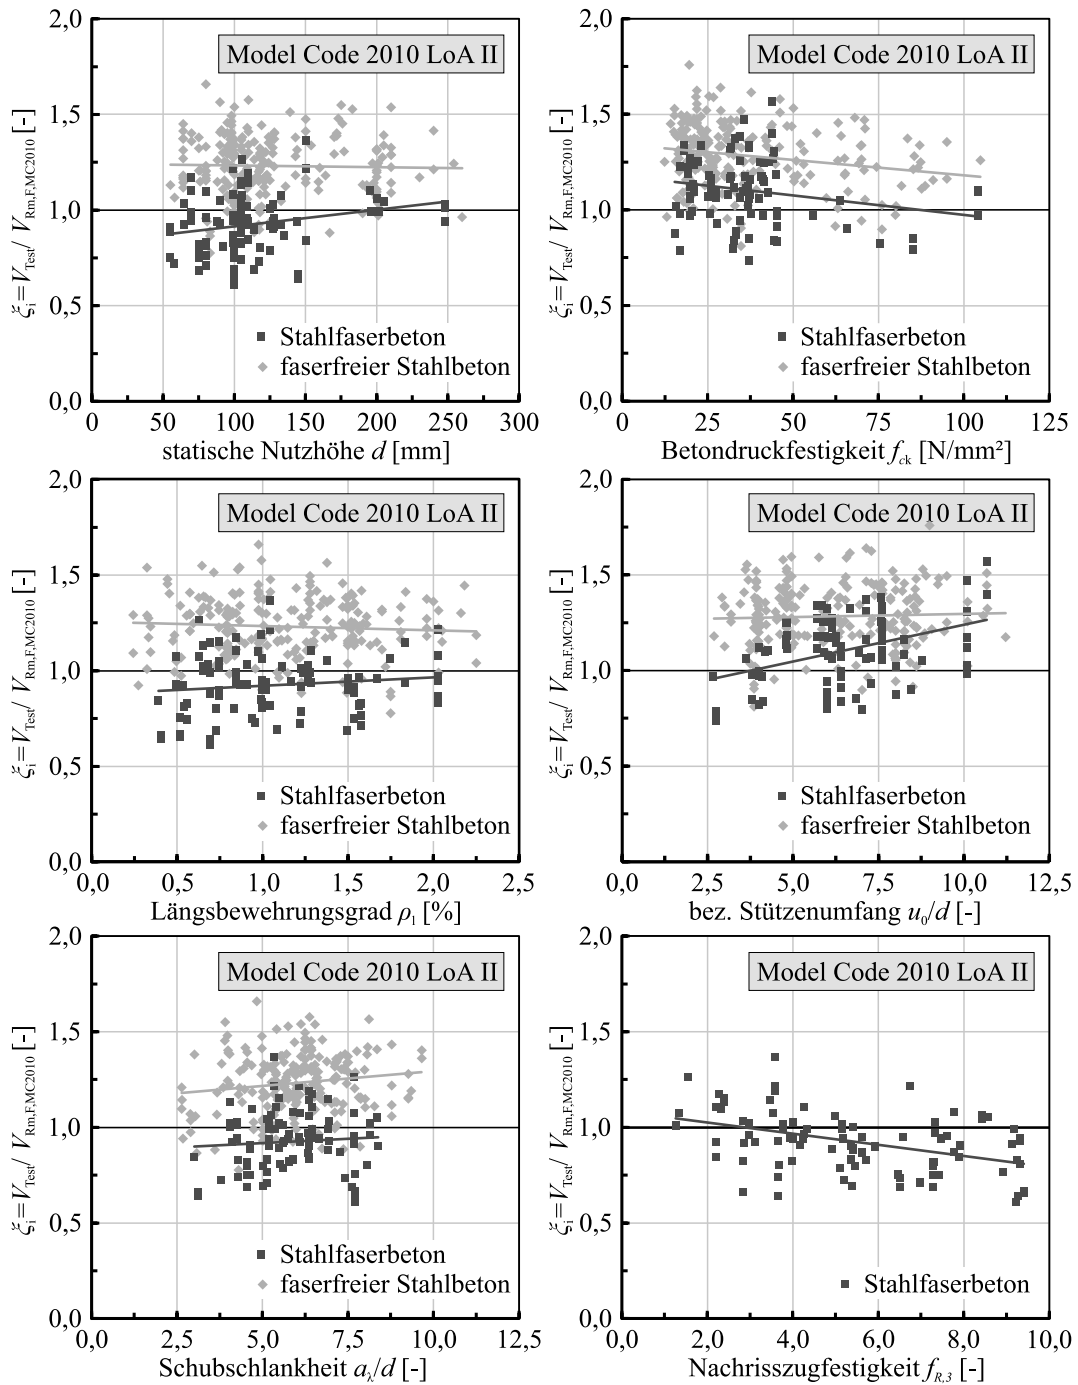 2,0
Model Code 2010 LoA II
1,5
1,0
0,5
0,0
ξi = VTest / VRm,F,MC2010 [-]
Stahlfaserbeton
faserfreier Stahlbeton
0 50 100 150 200 250 300
statische Nutzhöhe d [mm]
2,0
Model Code 2010 LoA II
1,5
1,0
0,5
0,0
ξi = VTest / VRm,F,MC2010 [-]
Stahlfaserbeton
faserfreier Stahlbeton
0 25 50 75 100 125
Betondruckfestigkeit fck [N/mm²]
2,0
Model Code 2010 LoA II
1,5
1,0
0,5
0,0
ξi = VTest / VRm,F,MC2010 [-]
Stahlfaserbeton
faserfreier Stahlbeton
0,0 0,5 1,0 1,5 2,0 2,5
Längsbewehrungsgrad ρl [%]
2,0
Model Code 2010 LoA II
1,5
1,0
0,5
0,0
ξi = VTest / VRm,F,MC2010 [-]
Stahlfaserbeton
faserfreier Stahlbeton
0,0 2,5 5,0 7,5 10,0 12,5
bez. Stützenumfang u0/d [-]
2,0
Model Code 2010 LoA II
1,5
1,0
0,5
0,0
ξi = VTest / VRm,F,MC2010 [-]
Stahlfaserbeton
faserfreier Stahlbeton
0,0 2,5 5,0 7,5 10,0 12,5
Schubschlankheit aλ/d [-]
2,0
Model Code 2010 LoA II
1,5
1,0
0,5
0,0
ξi = VTest / VRm,F,MC2010 [-]
Stahlfaserbeton
0,0 2,0 4,0 6,0 8,0 10,0
Nachrisszugfestigkeit fR,3 [-]